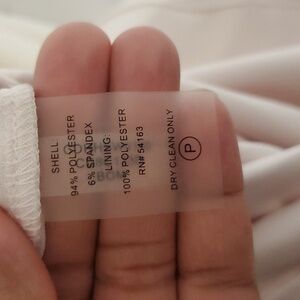 SHELL
94% POLYESTER
6% SPANDEX
LINING:
100% POLYESTER
RN# 54163
DRY CLEAN ONLY
P